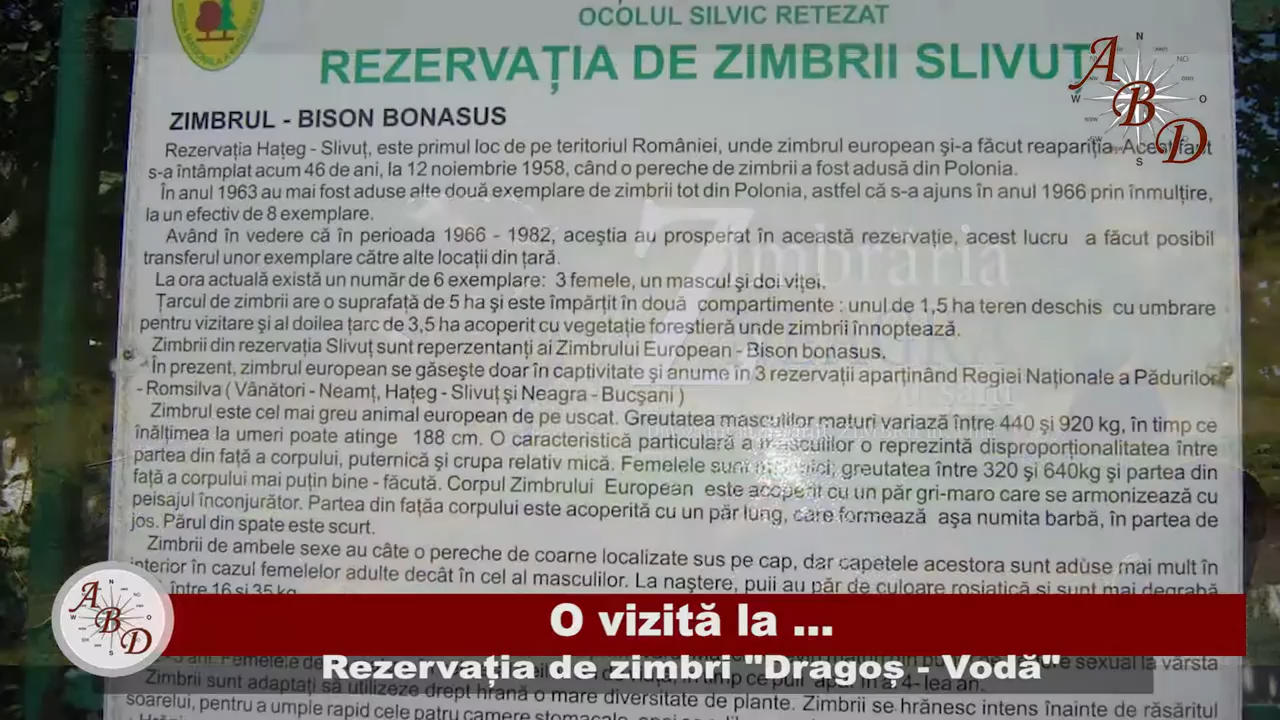 OCOLUL SILVIC RETEZAT
REZERVAȚIA DE ZIMBRII SLIVUȚ
ZIMBRUL - BISON BONASUS
Rezervația Hațeg - Slivuț, este primul loc de pe teritoriul României, unde zimbrul european și-a făcut reapariția. Acest fapt
s-a întâmplat acum 46 de ani, la 12 noiembrie 1958, când o pereche de zimbrii a fost adusă din Polonia.
În anul 1963 au mai fost aduse alte două exemplare de zimbrii tot din Polonia, astfel că s-a ajuns în anul 1966 prin înmulțire,
la un efectiv de 8 exemplare.
Având în vedere că în perioada 1966 - 1982, aceștia au prosperat în această rezervație, acest lucru a făcut posibil
transferul unor exemplare către alte locații din țară.
La ora actuală există un număr de 6 exemplare: 3 femele, un mascul și doi viței.
Țarcul de zimbrii are o suprafață de 5 ha și este împărțit în două compartimente : unul de 1,5 ha teren deschis cu umbrare
pentru vizitare și al doilea țarc de 3,5 ha acoperit cu vegetație forestieră unde zimbrii înnoptează.
Zimbrii din rezervația Slivuț sunt reperzentanți ai Zimbrului European - Bison bonasus.
În prezent, zimbrul european se găsește doar în captivitate și anume în 3 rezervații aparținând Regiei Naționale a Pădurilor
- Romsilva ( Vânători - Neamț, Hațeg - Slivuț și Neagra - Bucșani )
Zimbrul este cel mai greu animal european de pe uscat. Greutatea masculilor maturi variază între 440 și 920 kg, în timp ce
înălțimea la umeri poate atinge 188 cm. O caracteristică particulară a masculilor o reprezintă disproporționalitatea între
partea din față a corpului, puternică și crupa relativ mică. Femelele sunt mai mici, greutatea între 320 și 640kg și partea din
față a corpului mai puțin bine - făcută. Corpul Zimbrului European este acoperit cu un păr gri-maro care se armonizează cu
peisajul înconjurător. Partea din fațăa corpului este acoperită cu un păr lung, care formează așa numita barbă, în partea de
jos. Părul din spate este scurt.
Zimbrii de ambele sexe au câte o pereche de coarne localizate sus pe cap, dar capetele acestora sunt aduse mai mult în
interior în cazul femelelor adulte decât în cel al masculilor. La naștere, puii au păr de culoare roșiatică și sunt mai degrabă
între 16 și 35 kg
O vizită la ...
Rezervația de zimbri "Dragoș - Vodă"
Zimbrii sunt adaptați să utilizeze drept hrană o mare diversitate de plante. Zimbrii se hrănesc intens înainte de răsăritul
soarelui, pentru a umple rapid cele patru camere stomacale
Zimbrăria
A B D
A B D